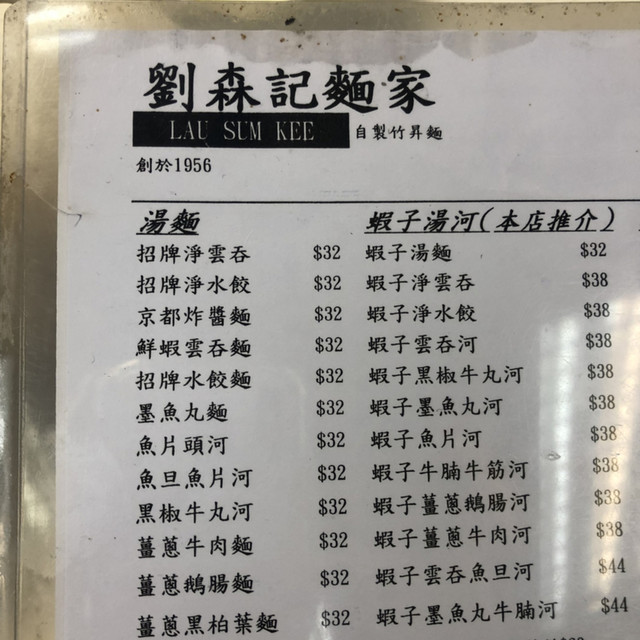 劉森記麵家
LAU SUM KEE 自製竹昇麵
創於1956
湯麵
招牌淨雲吞 $32
招牌淨水餃 $32
京都炸醬麵 $32
鮮蝦雲吞麵 $32
招牌水餃麵 $32
墨魚丸麵 $32
魚片頭河 $32
魚旦魚片河 $32
黑椒牛丸河 $32
薑蔥牛肉麵 $32
薑蔥鵝腸麵 $32
薑蔥黑柏葉麵 $32
蝦子湯河(本店推介)
蝦子湯麵 $32
蝦子淨雲吞 $38
蝦子淨水餃 $38
蝦子雲吞河 $38
蝦子黑椒牛丸河 $38
蝦子墨魚丸河 $38
蝦子魚片河 $38
蝦子牛腩牛筋河 $38
蝦子薑蔥鵝腸河 $38
蝦子薑蔥牛肉河 $38
蝦子雲吞魚旦河 $44
蝦子墨魚丸牛腩河 $44